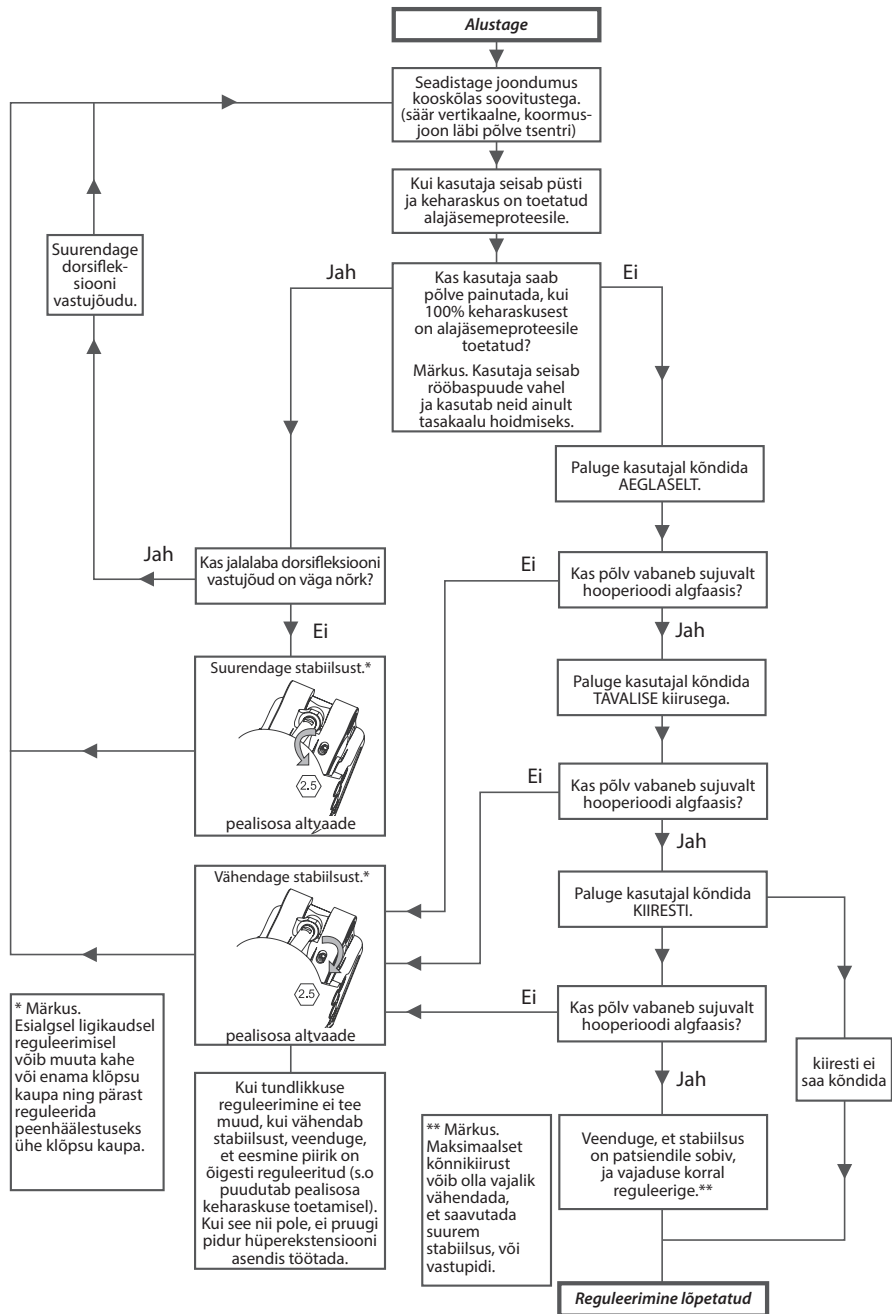 Alustage
Seadistage joondumus
kooskõlas soovitustega.
(säär vertikaalne, koormus-
joon läbi põlve tsentri)
Kui kasutaja seisab püsti
ja keharaskus on toetatud
alajäsemeproteesile.
Suurendage
dorsiflek-
siooni
vastujõudu.
Jah
Kas kasutaja saab
põlve painutada, kui
100% keharaskusest
on alajäsemeproteesile
toetatud?
Märkus. Kasutaja seisab
rööbaspuude vahel
ja kasutab neid ainult
tasakaalu hoidmiseks.
Ei
Paluge kasutajal kõndida
AEGLASELT.
Jah
Kas jalalaba dorsifleksiooni
vastujõud on väga nõrk?
Ei
Kas põlv vabaneb sujuvalt
hooperioodi algfaasis?
Ei
Jah
Suurendage stabiilsust.*
2.5
pealisosa altvaade
Paluge kasutajal kõndida
TAVALISE kiirusega.
Ei
Kas põlv vabaneb sujuvalt
hooperioodi algfaasis?
Jah
Vähendage stabiilsust.*
2.5
pealisosa altvaade
Paluge kasutajal kõndida
KIIRESTI.
Ei
Kas põlv vabaneb sujuvalt
hooperioodi algfaasis?
Jah
kiiresti ei
saa kõndida
* Märkus.
Esialgsel ligikaudsel
reguleerimisel
võib muuta kahe
või enama klõpsu
kaupa ning pärast
reguleerida
peenhäälestuseks
ühe klõpsu kaupa.
Kui tundlikkuse
reguleerimine ei tee
muud, kui vähendab
stabiilsust, veenduge,
et eesmine piirik on
õigesti reguleeritud (s.o
puudutab pealisosa
keharaskuse toetamisel).
Kui see nii pole, ei pruugi
pidur hüperekstensiooni
asendis töötada.
** Märkus.
Maksimaalset
kõnnikiirust
võib olla vajalik
vähendada,
et saavutada
suurem
stabiilsus, või
vastupidi.
Veenduge, et stabiilsus
on patsiendile sobiv,
ja vajaduse korral
reguleerige.**
Reguleerimine lõpetatud